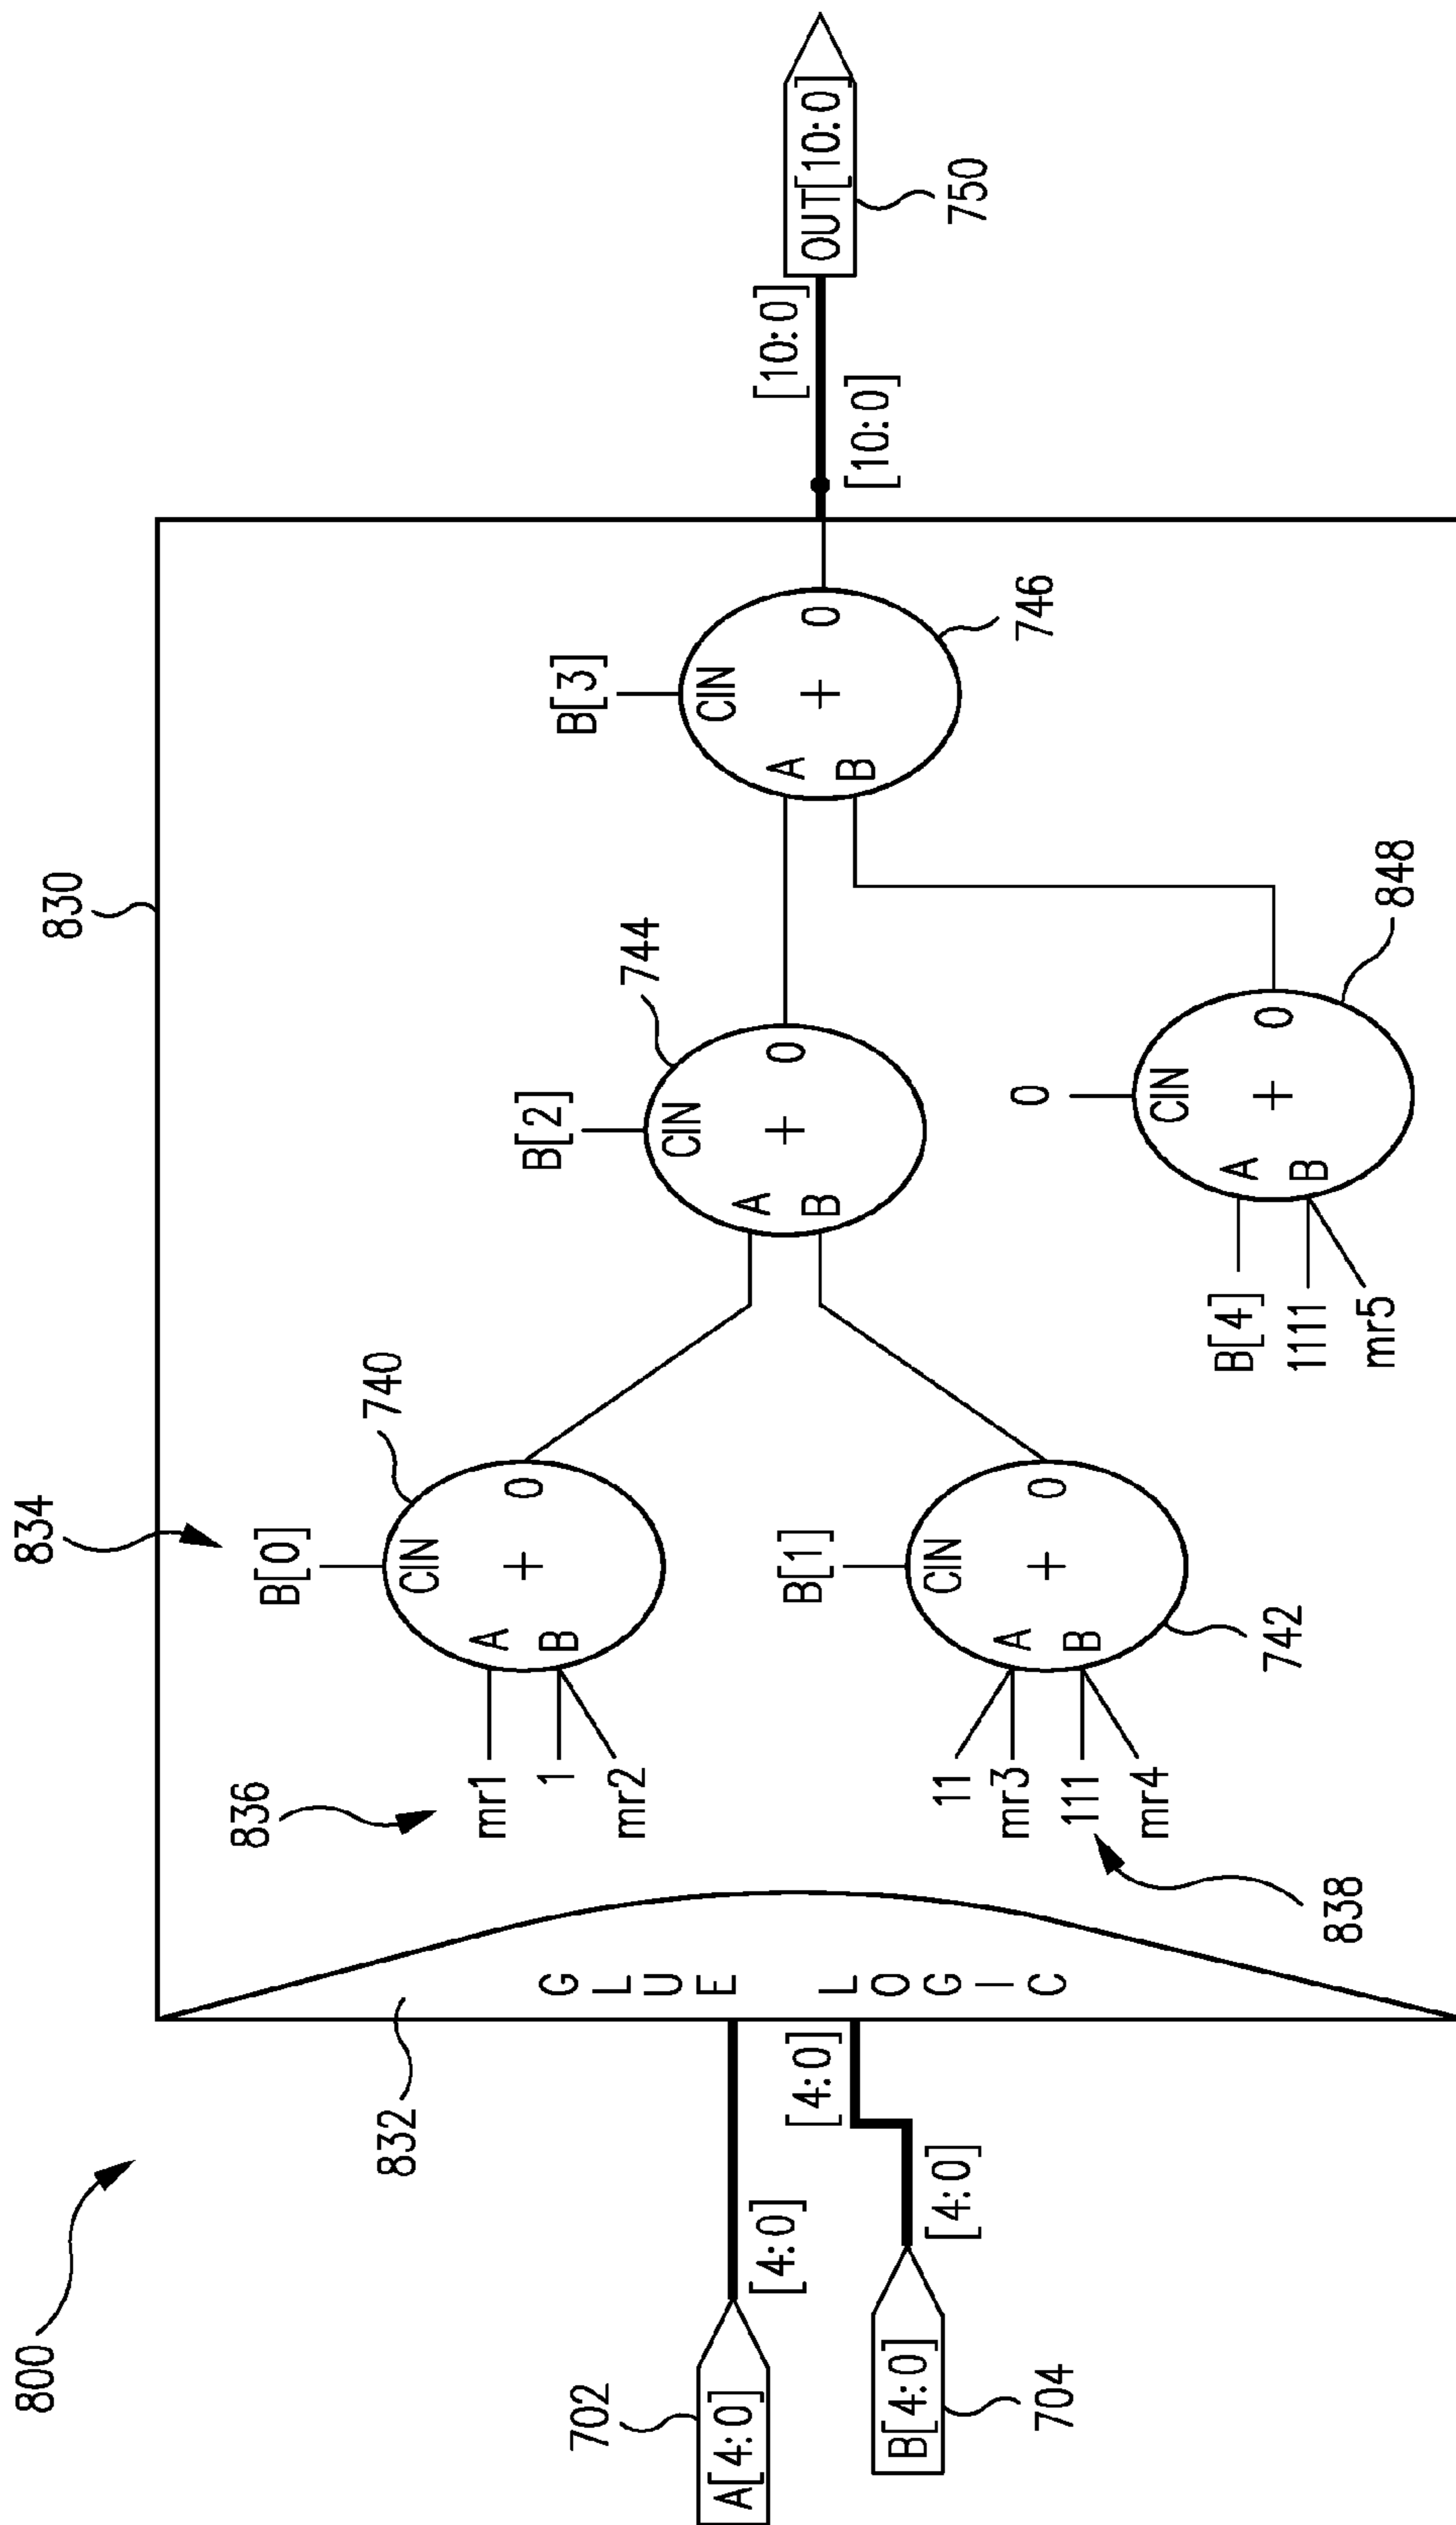 800
830
834
836
838
832
GLUE LOGIC
702
A[4:0]
[4:0]
704
B[4:0]
[4:0]
[4:0]
B[0]
740
CIN
A
B
+
0
mr1
1
mr2
B[1]
742
CIN
A
B
+
0
11
mr3
111
mr4
B[2]
744
CIN
A
B
+
0
0
848
CIN
A
B
+
0
B[4]
1111
mr5
B[3]
746
CIN
A
B
+
0
[10:0]
[10:0]
OUT[10:0]
750